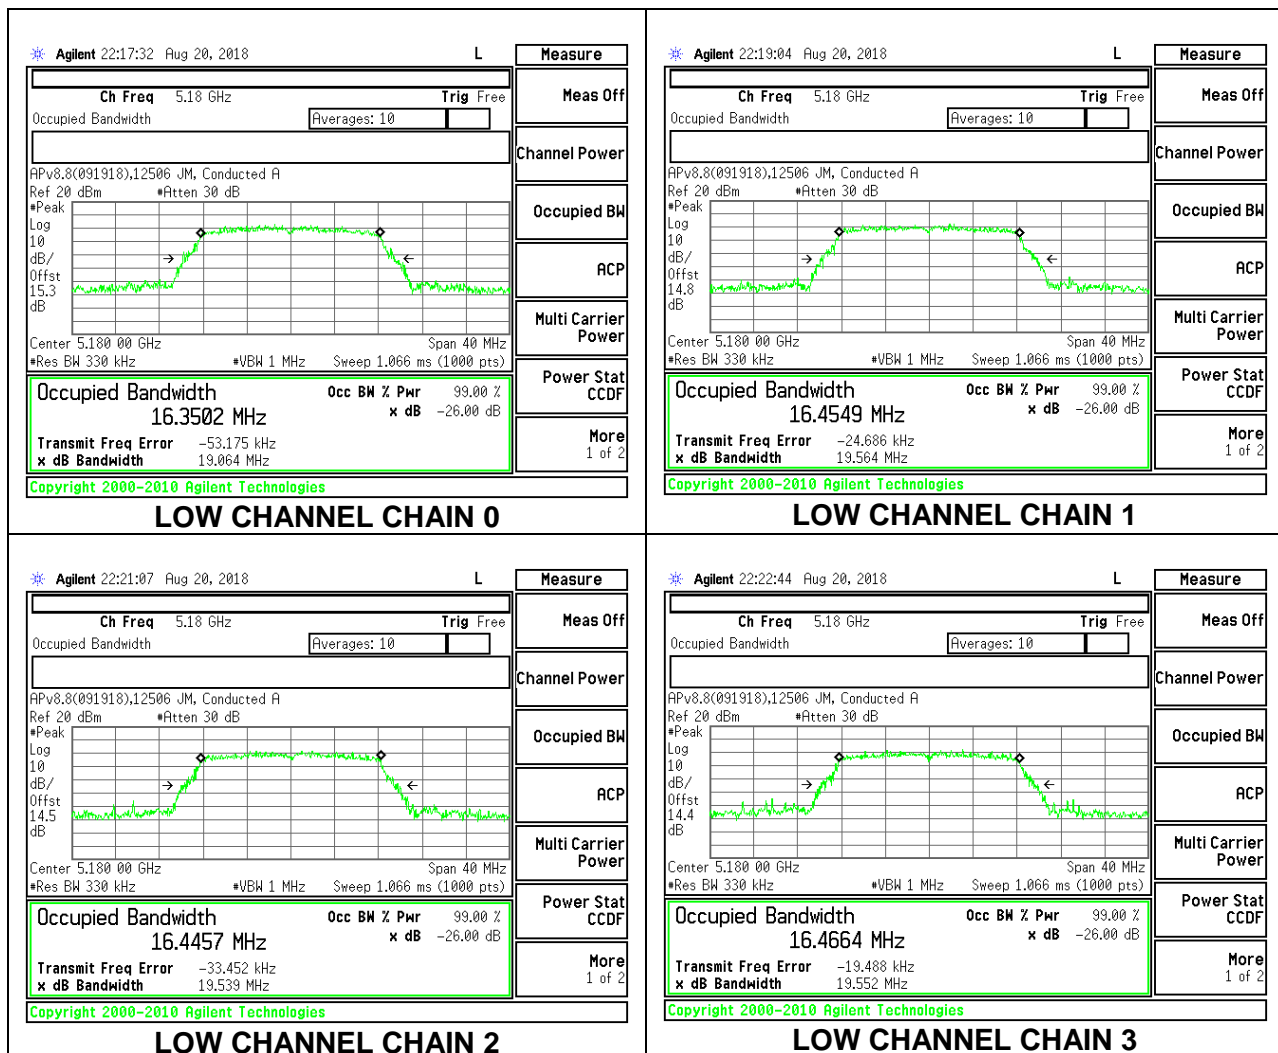 Agilent 22:17:32 Aug 20, 2018 L
Measure
Ch Freq 5.18 GHz Trig Free
Meas Off
Occupied Bandwidth Averages: 10
Channel Power
APv8.8(091918),12506 JM, Conducted A
Ref 20 dBm #Atten 30 dB
#Peak
Log
10
dB/
Offst
15.3
dB
Occupied BW
ACP
Multi Carrier
Power
Center 5.180 00 GHz Span 40 MHz
#Res BW 330 kHz #VBW 1 MHz Sweep 1.066 ms (1000 pts)
Power Stat
CCDF
Occupied Bandwidth Occ BW % Pwr 99.00 %
16.3502 MHz x dB -26.00 dB
Transmit Freq Error -53.175 kHz
x dB Bandwidth 19.064 MHz
More
1 of 2
Copyright 2000-2010 Agilent Technologies
LOW CHANNEL CHAIN 0
Agilent 22:19:04 Aug 20, 2018 L
Measure
Ch Freq 5.18 GHz Trig Free
Meas Off
Occupied Bandwidth Averages: 10
Channel Power
APv8.8(091918),12506 JM, Conducted A
Ref 20 dBm #Atten 30 dB
#Peak
Log
10
dB/
Offst
14.8
dB
Occupied BW
ACP
Multi Carrier
Power
Center 5.180 00 GHz Span 40 MHz
#Res BW 330 kHz #VBW 1 MHz Sweep 1.066 ms (1000 pts)
Power Stat
CCDF
Occupied Bandwidth Occ BW % Pwr 99.00 %
16.4549 MHz x dB -26.00 dB
Transmit Freq Error -24.686 kHz
x dB Bandwidth 19.564 MHz
More
1 of 2
Copyright 2000-2010 Agilent Technologies
LOW CHANNEL CHAIN 1
Agilent 22:21:07 Aug 20, 2018 L
Measure
Ch Freq 5.18 GHz Trig Free
Meas Off
Occupied Bandwidth Averages: 10
Channel Power
APv8.8(091918),12506 JM, Conducted A
Ref 20 dBm #Atten 30 dB
#Peak
Log
10
dB/
Offst
14.5
dB
Occupied BW
ACP
Multi Carrier
Power
Center 5.180 00 GHz Span 40 MHz
#Res BW 330 kHz #VBW 1 MHz Sweep 1.066 ms (1000 pts)
Power Stat
CCDF
Occupied Bandwidth Occ BW % Pwr 99.00 %
16.4457 MHz x dB -26.00 dB
Transmit Freq Error -33.452 kHz
x dB Bandwidth 19.539 MHz
More
1 of 2
Copyright 2000-2010 Agilent Technologies
LOW CHANNEL CHAIN 2
Agilent 22:22:44 Aug 20, 2018 L
Measure
Ch Freq 5.18 GHz Trig Free
Meas Off
Occupied Bandwidth Averages: 10
Channel Power
APv8.8(091918),12506 JM, Conducted A
Ref 20 dBm #Atten 30 dB
#Peak
Log
10
dB/
Offst
14.4
dB
Occupied BW
ACP
Multi Carrier
Power
Center 5.180 00 GHz Span 40 MHz
#Res BW 330 kHz #VBW 1 MHz Sweep 1.066 ms (1000 pts)
Power Stat
CCDF
Occupied Bandwidth Occ BW % Pwr 99.00 %
16.4664 MHz x dB -26.00 dB
Transmit Freq Error -19.488 kHz
x dB Bandwidth 19.552 MHz
More
1 of 2
Copyright 2000-2010 Agilent Technologies
LOW CHANNEL CHAIN 3